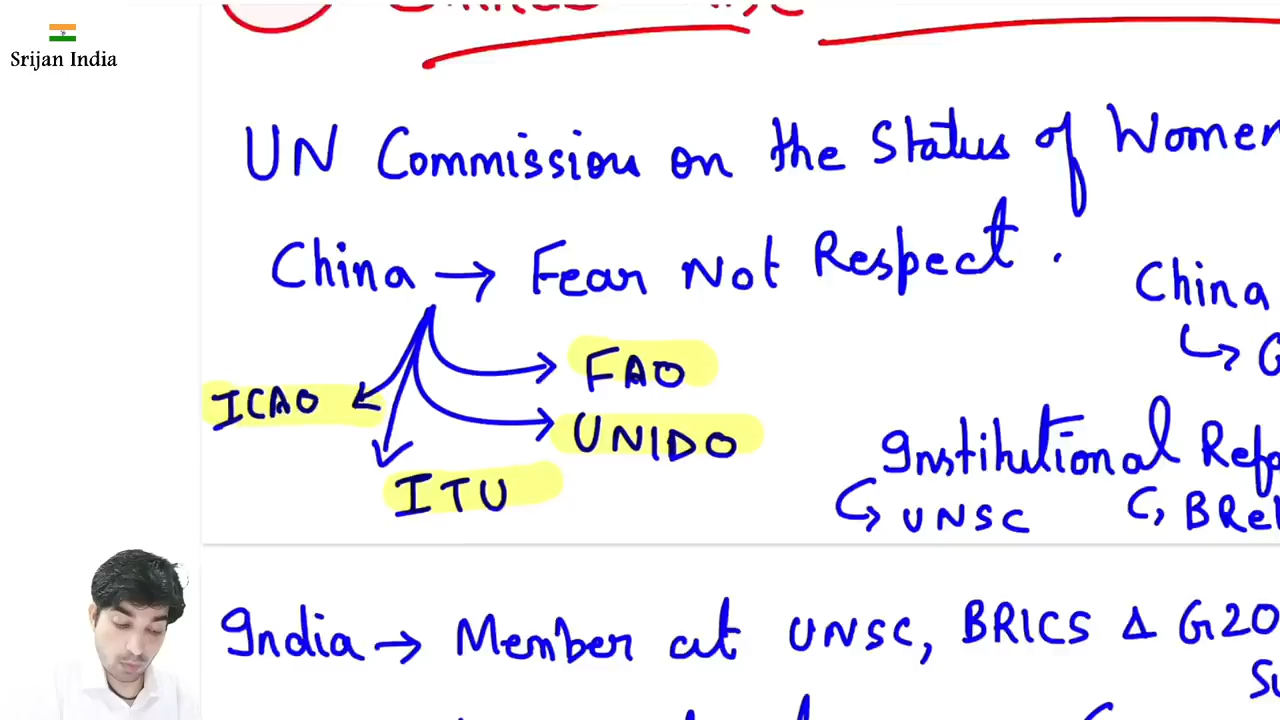 Srijan India
UN Commission on the Status of Women
China → Fear Not Respect .
China
FAO
ICAO
UNIDO
Institutional
ITU
UNSC
India → Member at UNSC, BRICS & G20